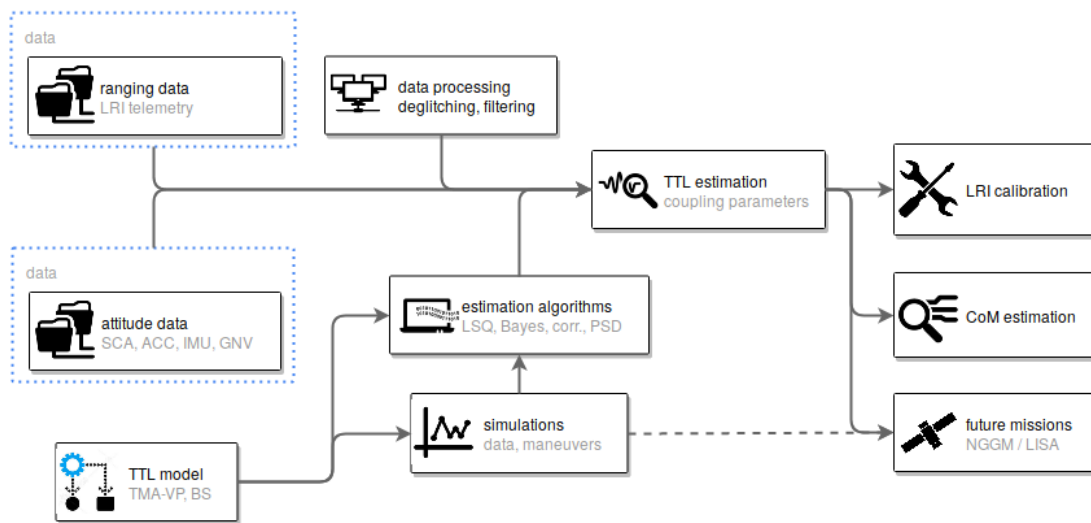 data
ranging data
LRI telemetry
data processing
deglitching, filtering
TTL estimation
coupling parameters
LRI calibration
data
attitude data
SCA, ACC, IMU, GNV
estimation algorithms
LSQ, Bayes, corr., PSD
CoM estimation
simulations
data, maneuvers
future missions
NGGM / LISA
TTL model
TMA-VP, BS